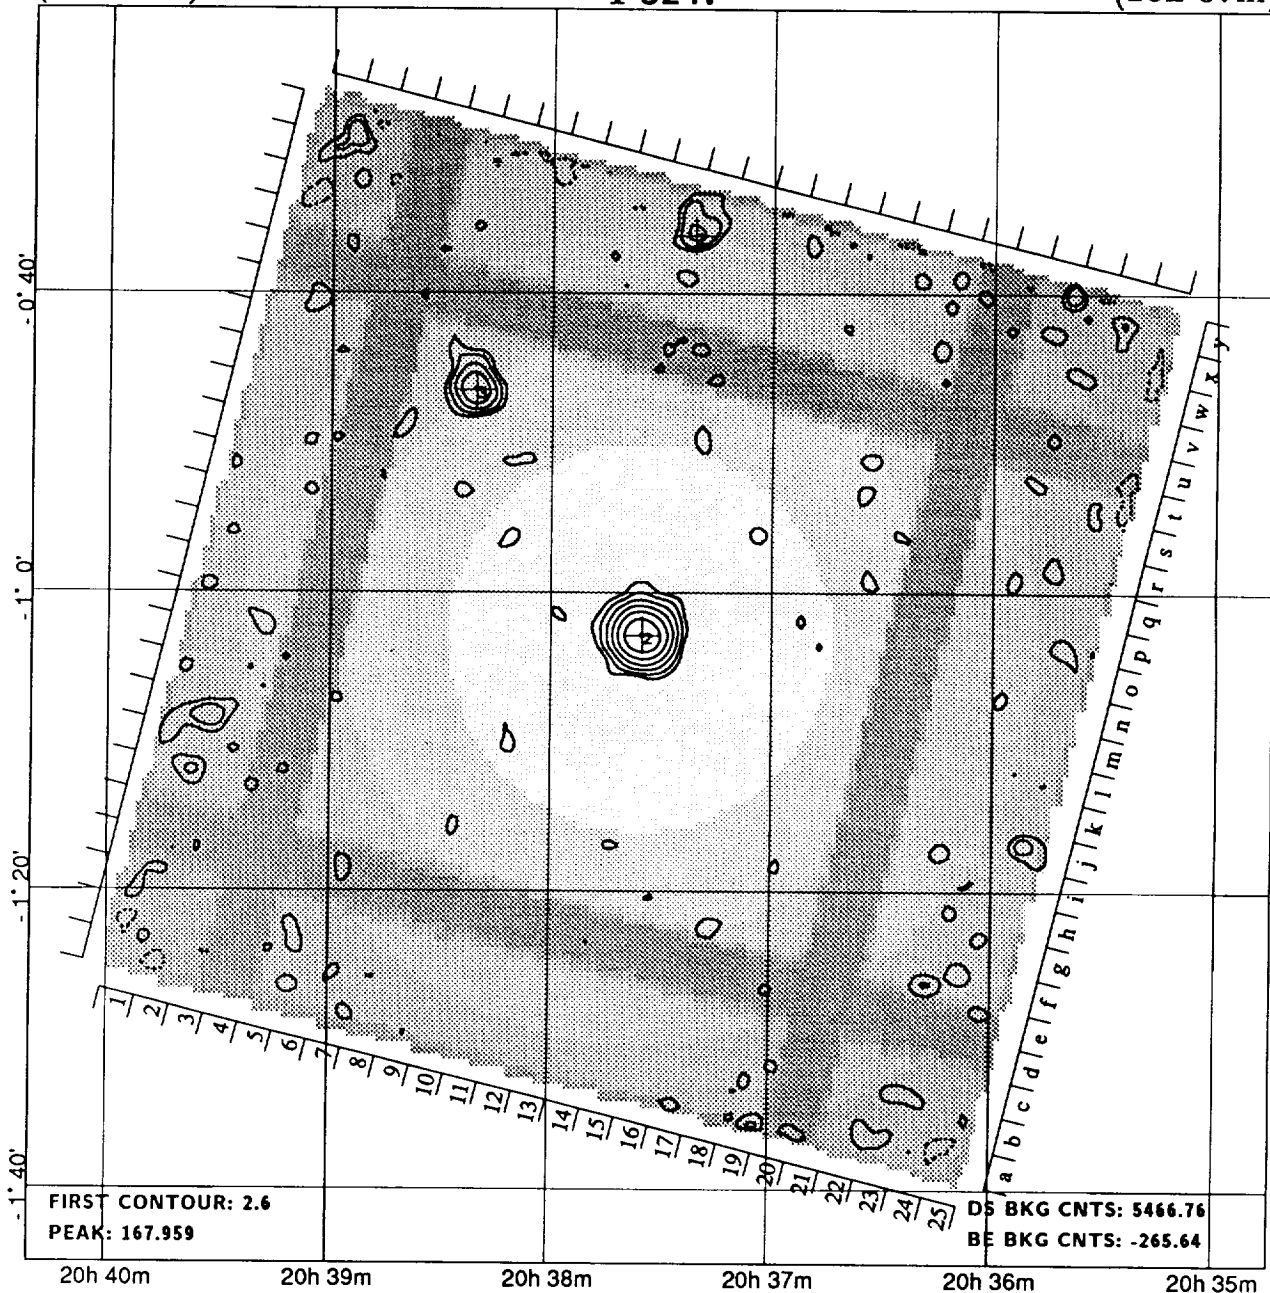 - 0° 40'
3
- 1° 0'
2
- 1° 20'
- 1° 40'
y
x
w
v
u
t
s
r
q
p
o
n
m
l
k
j
i
h
g
f
e
d
c
b
a
1 2 3 4 5 6 7 8 9 10 11 12 13 14 15 16 17 18 19 20 21 22 23 24 25
FIRST CONTOUR: 2.6
PEAK: 167.959
DS BKG CNTS: 5466.76
BE BKG CNTS: -265.64
20h 40m 20h 39m 20h 38m 20h 37m 20h 36m 20h 35m